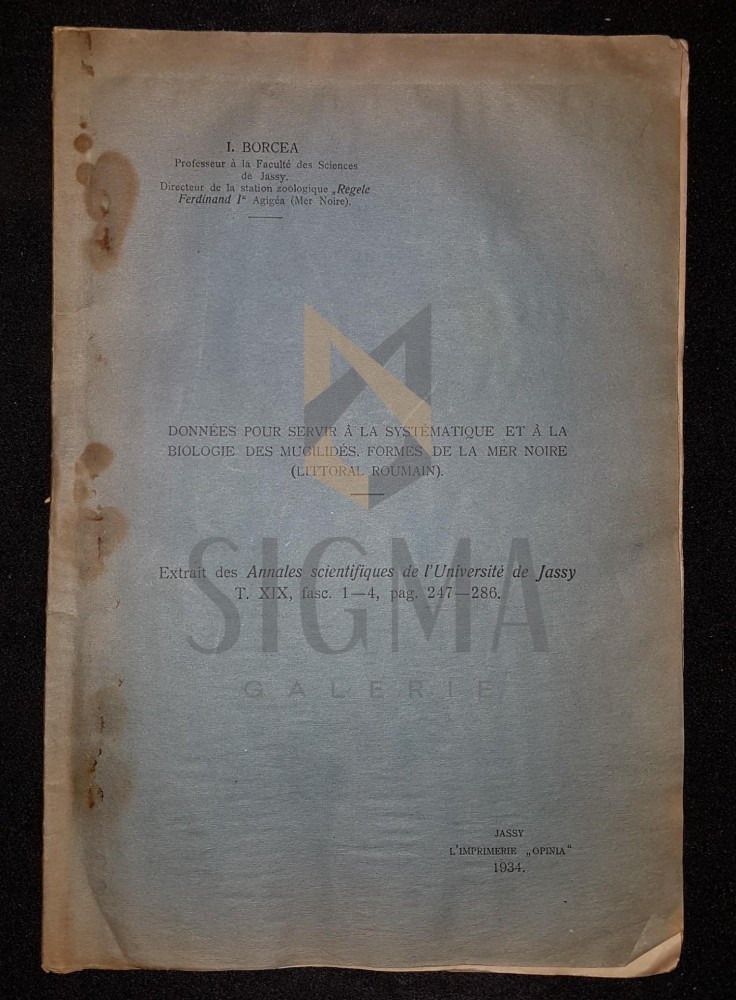 I. BORCEA
Professeur à la Faculté des Sciences
de Jassy.
Directeur de la station zoologique „Regele
Ferdinand I“ Agigéa (Mer Noire).
DONNÉES POUR SERVIR À LA SYSTÉMATIQUE ET À LA
BIOLOGIE DES MUGILIDÉS. FORMES DE LA MER NOIRE
(LITTORAL ROUMAIN).
Extrait des Annales scientifiques de l'Université de Jassy
T. XIX, fasc. 1—4, pag. 247—286.
SIGMA
GALERIE
JASSY
L'IMPRIMERIE „OPINIA“
1934.